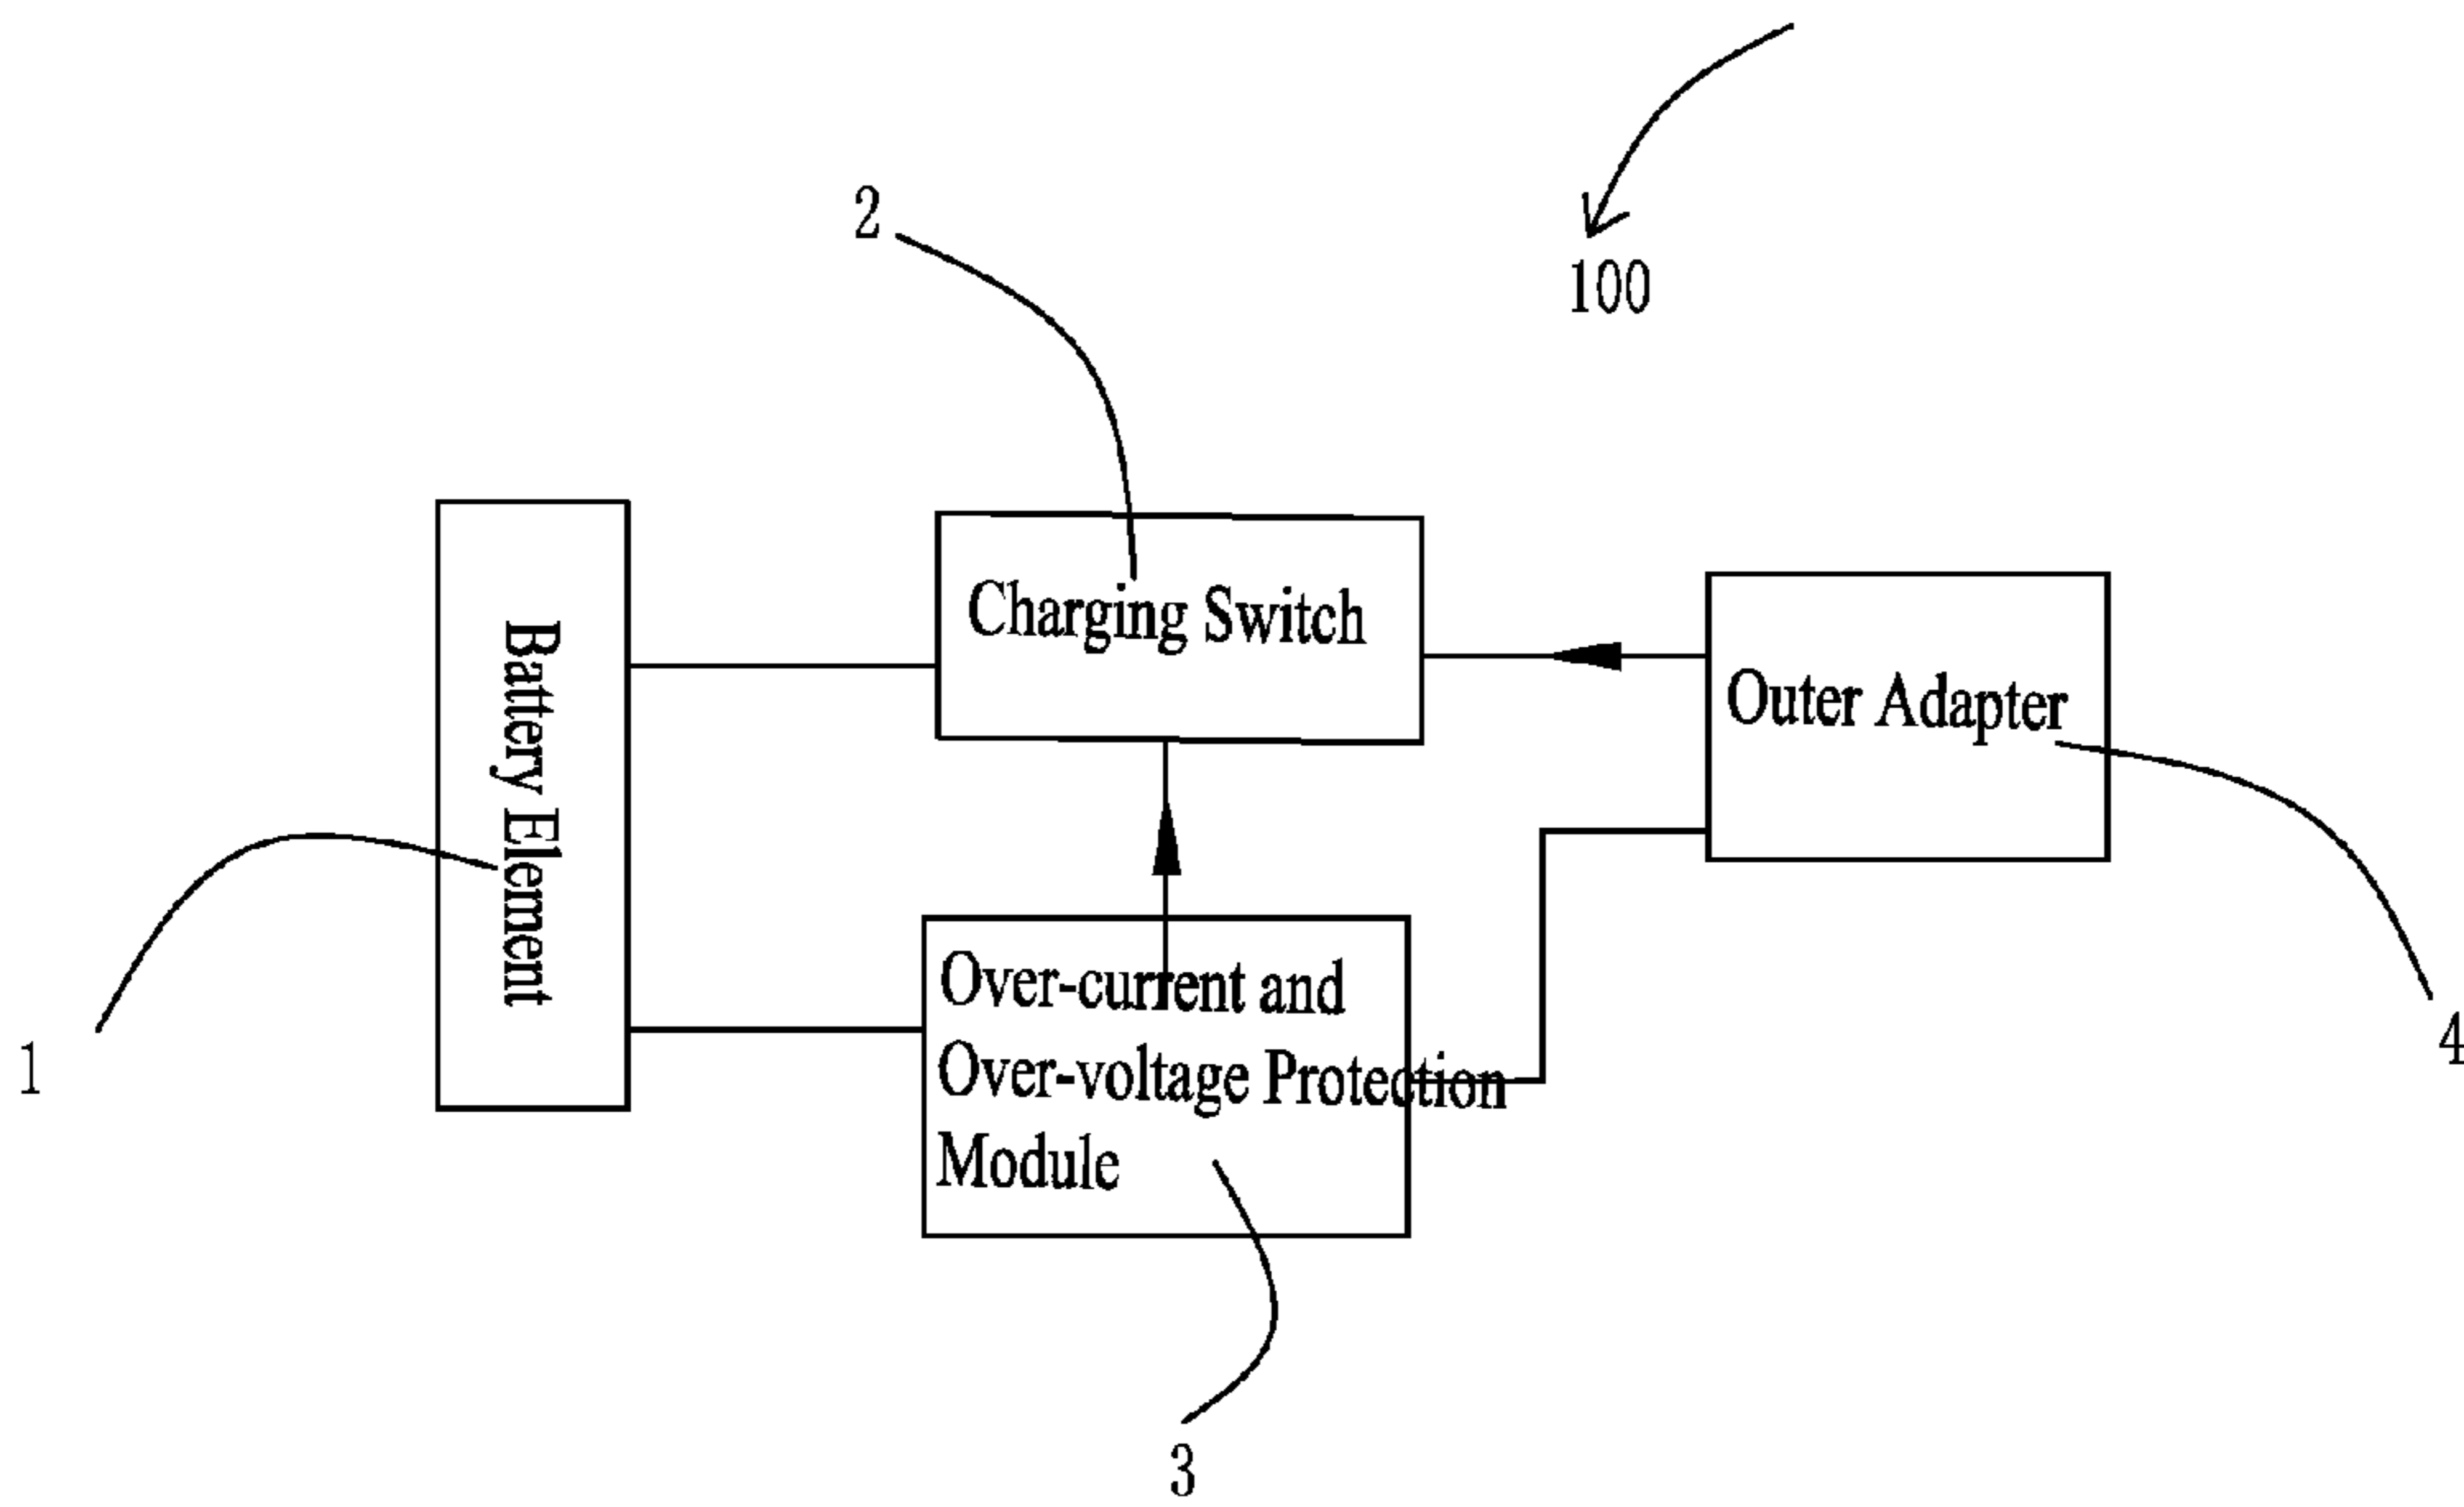 2
100
Charging Switch
Outer Adapter
Battery Element
Over-current and
Over-voltage Protection
Module
1
4
3